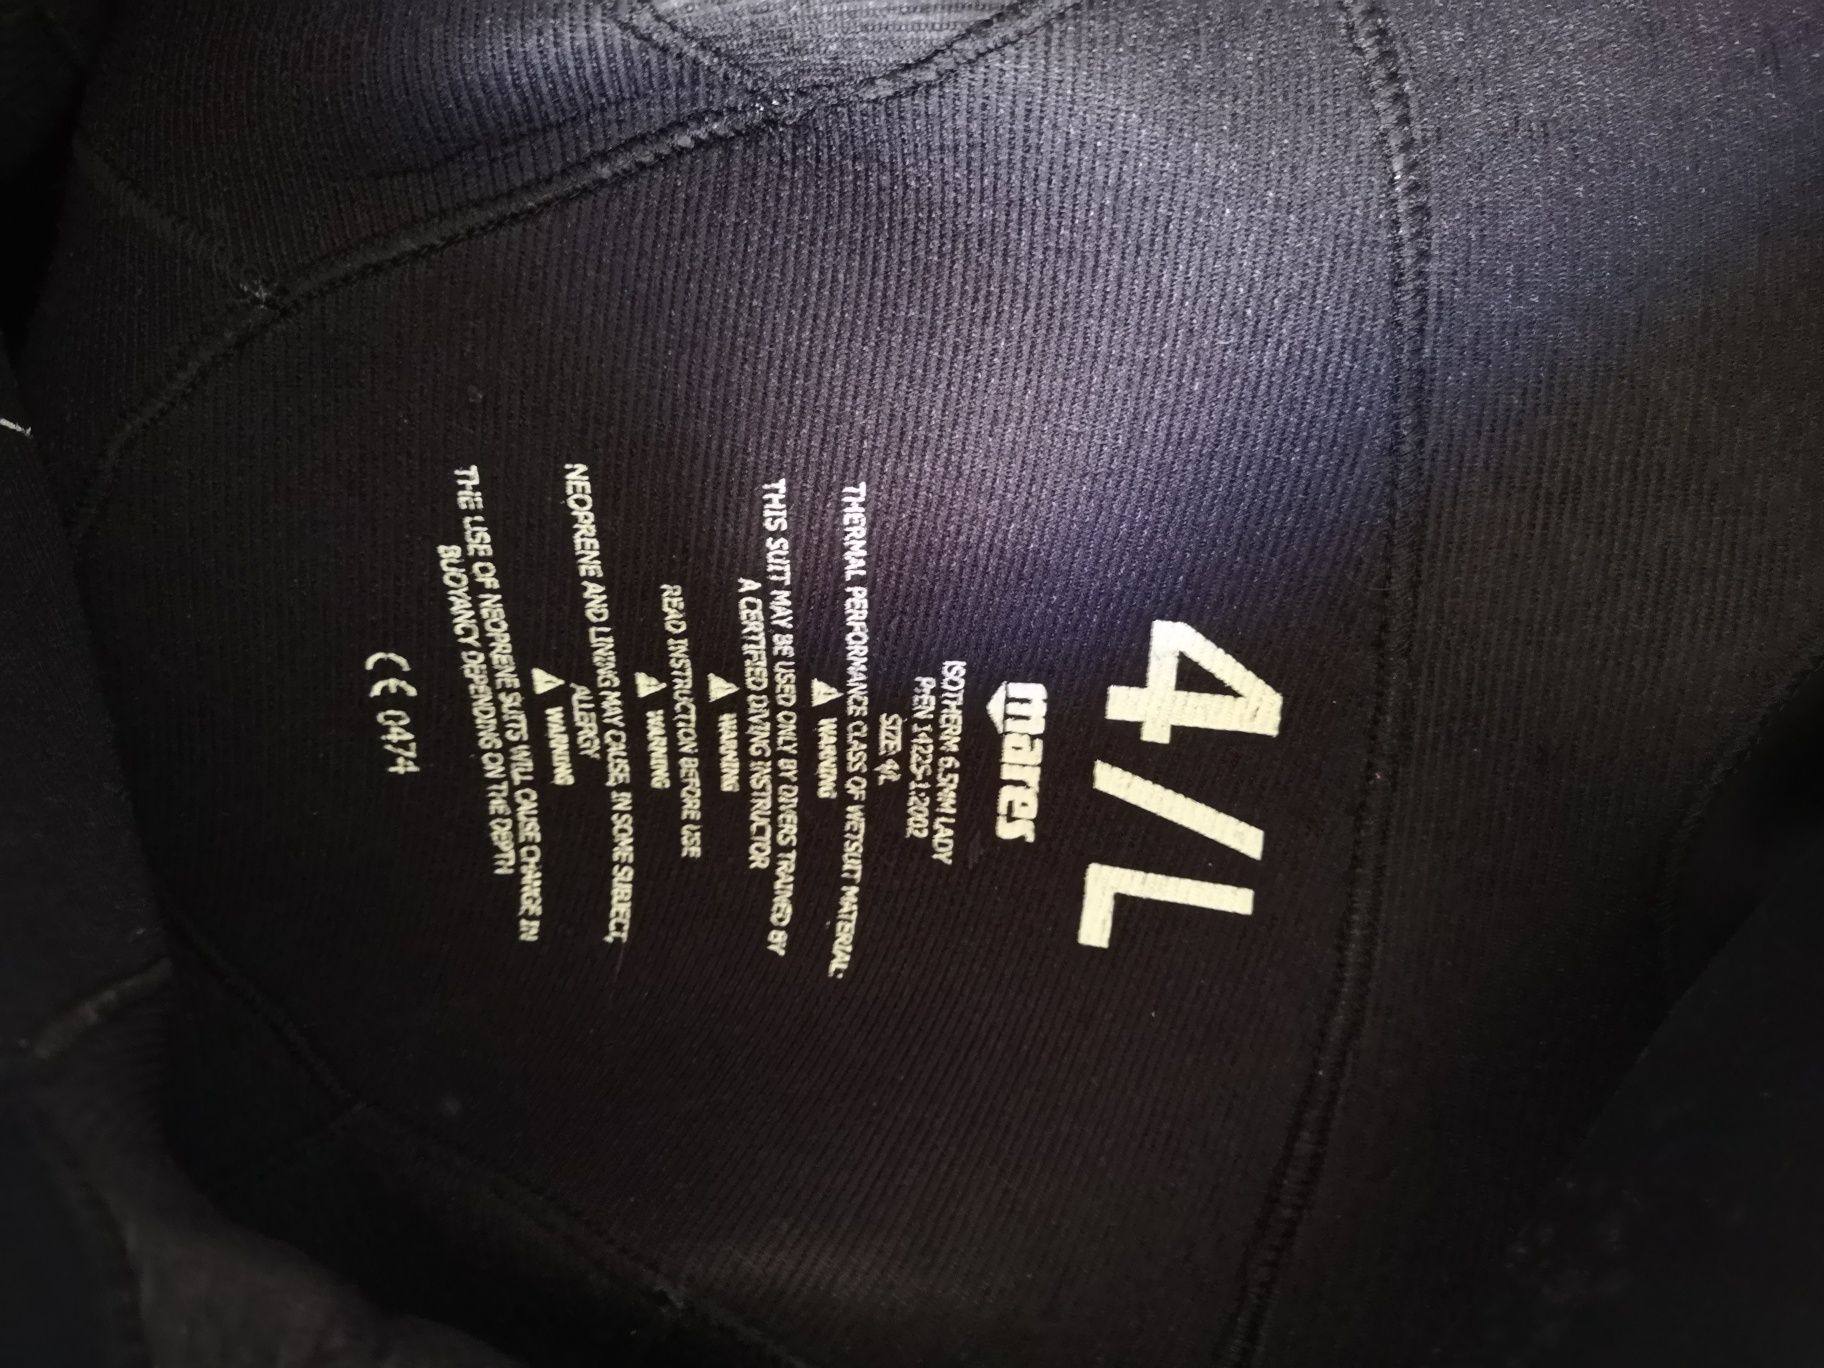 4/L
mares
ISOTHERM 6.5MM LADY
P-EN 14225-1:2002
SIZE 4/L
THERMAL PERFORMANCE CLASS OF WETSUIT MATERIAL:
WARNING
THIS SUIT MAY BE USED ONLY BY DIVERS TRAINED BY
A CERTIFIED DIVING INSTRUCTOR
WARNING
READ INSTRUCTION BEFORE USE
WARNING
NEOPRENE AND LINING MAY CAUSE, IN SOME SUBJECT,
ALLERGY
WARNING
THE USE OF NEOPRENE SUITS WILL CAUSE CHANGE IN
BUOYANCY DEPENDING ON THE DEPTH
CE 0474